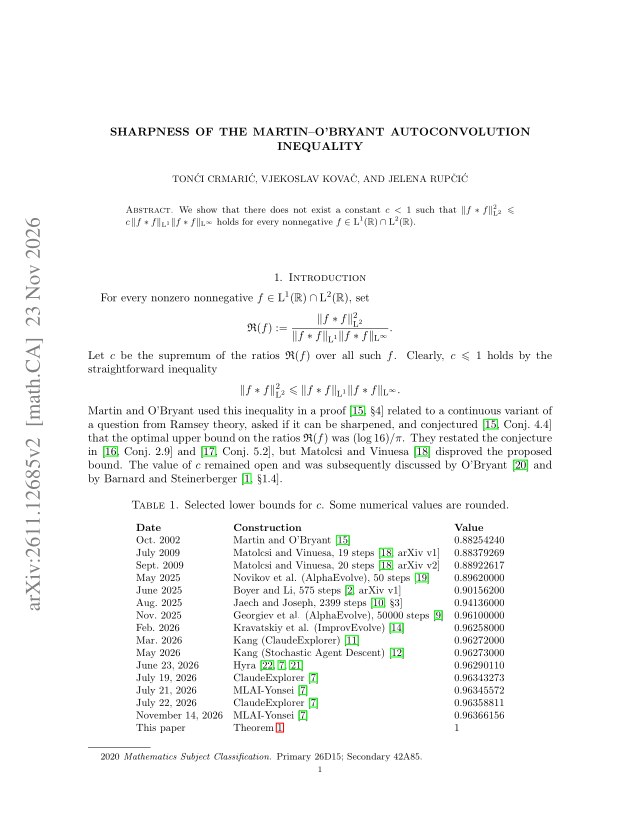 arXiv:2611.12685v2 [math.CA] 23 Nov 2026
SHARPNESS OF THE MARTIN–O'BRYANT AUTOCONVOLUTION
INEQUALITY
TONĆI CRMARIĆ, VJEKOSLAV KOVAČ, AND JELENA RUPČIĆ
ABSTRACT. We show that there does not exist a constant c < 1 such that ‖f ∗ f‖²_{L²} ⩽
c‖f ∗ f‖_{L¹}‖f ∗ f‖_{L^∞} holds for every nonnegative f ∈ L¹(ℝ) ∩ L²(ℝ).
1. INTRODUCTION
For every nonzero nonnegative f ∈ L¹(ℝ) ∩ L²(ℝ), set
ℜ(f) := ‖f ∗ f‖²_{L²} / ‖f ∗ f‖_{L¹}‖f ∗ f‖_{L^∞}.
Let c be the supremum of the ratios ℜ(f) over all such f. Clearly, c ⩽ 1 holds by the
straightforward inequality
‖f ∗ f‖²_{L²} ⩽ ‖f ∗ f‖_{L¹}‖f ∗ f‖_{L^∞}.
Martin and O'Bryant used this inequality in a proof [15, §4] related to a continuous variant of
a question from Ramsey theory, asked if it can be sharpened, and conjectured [15, Conj. 4.4]
that the optimal upper bound on the ratios ℜ(f) was (log 16)/π. They restated the conjecture
in [16, Conj. 2.9] and [17, Conj. 5.2], but Matolcsi and Vinuesa [18] disproved the proposed
bound. The value of c remained open and was subsequently discussed by O'Bryant [20] and
by Barnard and Steinerberger [1, §1.4].
TABLE 1. Selected lower bounds for c. Some numerical values are rounded.
Date Construction Value
Oct. 2002 Martin and O'Bryant [15] 0.88254240
July 2009 Matolcsi and Vinuesa, 19 steps [18, arXiv v1] 0.88379269
Sept. 2009 Matolcsi and Vinuesa, 20 steps [18, arXiv v2] 0.88922617
May 2025 Novikov et al. (AlphaEvolve), 50 steps [19] 0.89620000
June 2025 Boyer and Li, 575 steps [2, arXiv v1] 0.90156200
Aug. 2025 Jaech and Joseph, 2399 steps [10, §3] 0.94136000
Nov. 2025 Georgiev et al. (AlphaEvolve), 50000 steps [9] 0.96100000
Feb. 2026 Kravatskiy et al. (ImprovEvolve) [14] 0.96258000
Mar. 2026 Kang (ClaudeExplorer) [11] 0.96272000
May 2026 Kang (Stochastic Agent Descent) [12] 0.96273000
June 23, 2026 Hyra [22, 7, 21] 0.96290110
July 19, 2026 ClaudeExplorer [7] 0.96343273
July 21, 2026 MLAI-Yonsei [7] 0.96345572
July 22, 2026 ClaudeExplorer [7] 0.96358811
November 14, 2026 MLAI-Yonsei [7] 0.96366156
This paper Theorem 1 1
2020 Mathematics Subject Classification. Primary 26D15; Secondary 42A85.
1